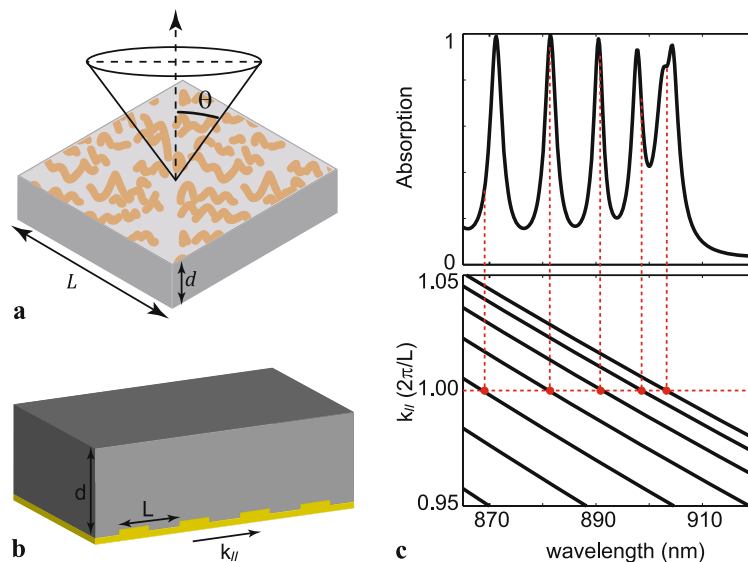 θ
L
d
a
d
L
k//
b
1
Absorption
0
1.05
k// (2π/L)
1.00
0.95
870
890
910
wavelength (nm)
c